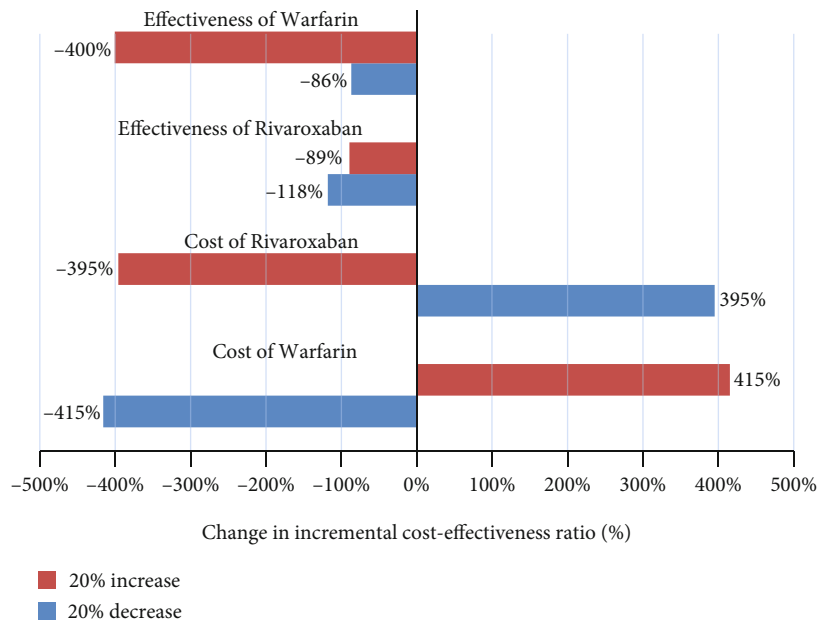 Effectiveness of Warfarin
–400%
–86%
Effectiveness of Rivaroxaban
–89%
–118%
Cost of Rivaroxaban
–395%
395%
Cost of Warfarin
415%
–415%
–500% –400% –300% –200% –100% 0% 100% 200% 300% 400% 500%
Change in incremental cost-effectiveness ratio (%)
20% increase
20% decrease